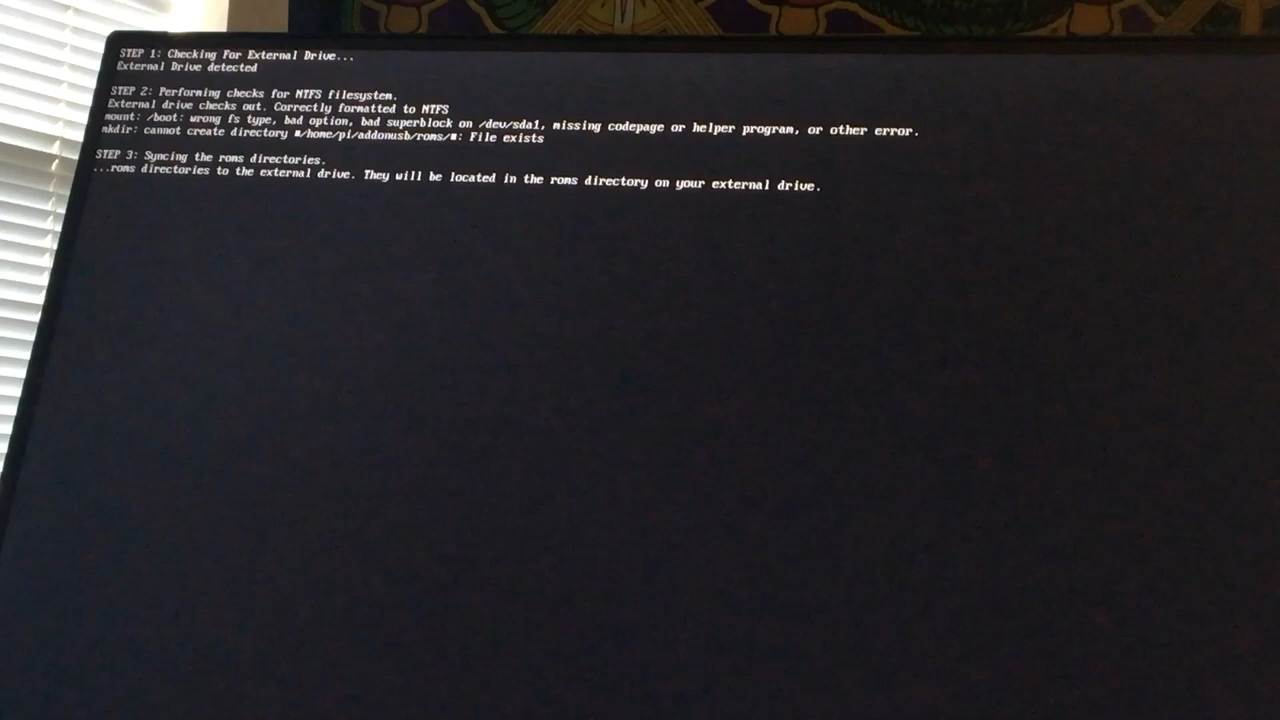 STEP 1: Checking For External Drive...
External Drive detected
STEP 2: Performing checks for NTFS filesystem.
External drive checks out. Correctly formatted to NTFS
mount: /boot: wrong fs type, bad option, bad superblock on /dev/sda1, missing codepage or helper program, or other error.
mkdir: cannot create directory ■/home/pi/addonusb/roms/■: File exists
STEP 3: Syncing the roms directories.
...roms directories to the external drive. They will be located in the roms directory on your external drive.